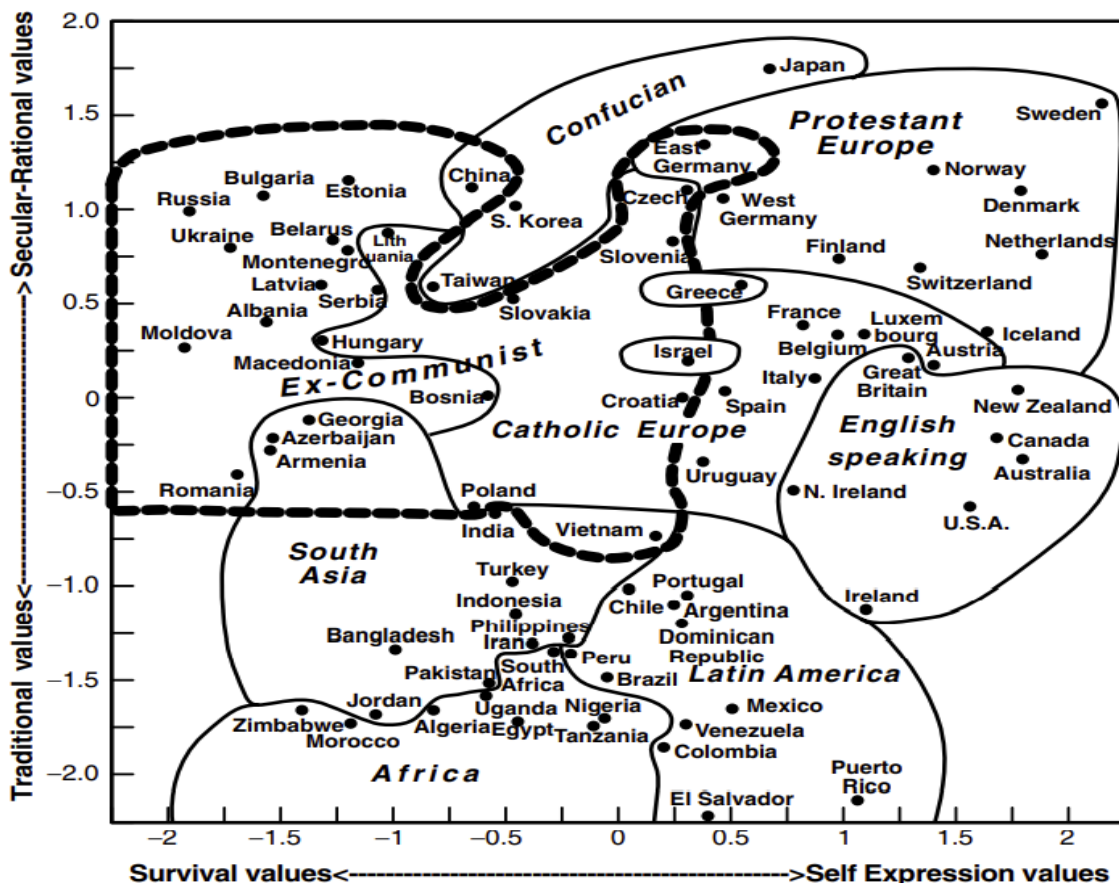 Traditional values<------------------------>Secular-Rational values
2.0
1.5
1.0
0.5
0
−0.5
−1.0
−1.5
−2.0
Japan
Confucian
Sweden
Protestant
Europe
East
Germany
Norway
Denmark
China
Bulgaria
Estonia
Russia
Czech
West
Germany
S. Korea
Ukraine
Belarus
Lith
uania
Montenegro
Slovenia
Finland
Netherlands
Switzerland
Latvia
Serbia
Taiwan
Greece
Albania
Slovakia
France
Luxem
bourg
Iceland
Moldova
Hungary
Belgium
Austria
Macedonia
Ex-Communist
Israel
Italy
Great
Britain
Bosnia
Croatia
Spain
New Zealand
Georgia
Catholic Europe
English
speaking
Azerbaijan
Armenia
Canada
Australia
Uruguay
Romania
Poland
N. Ireland
India
Vietnam
U.S.A.
South
Asia
Turkey
Portugal
Indonesia
Chile
Argentina
Ireland
Philippines
Dominican
Republic
Bangladesh
Iran
Peru
Pakistan
South
Africa
Brazil
Latin America
Jordan
Uganda
Nigeria
Mexico
Zimbabwe
Morocco
Algeria
Egypt
Tanzania
Venezuela
Colombia
Africa
Puerto
Rico
El Salvador
−2
−1.5
−1
−0.5
0
0.5
1
1.5
2
Survival values<---------------------------------------->Self Expression values